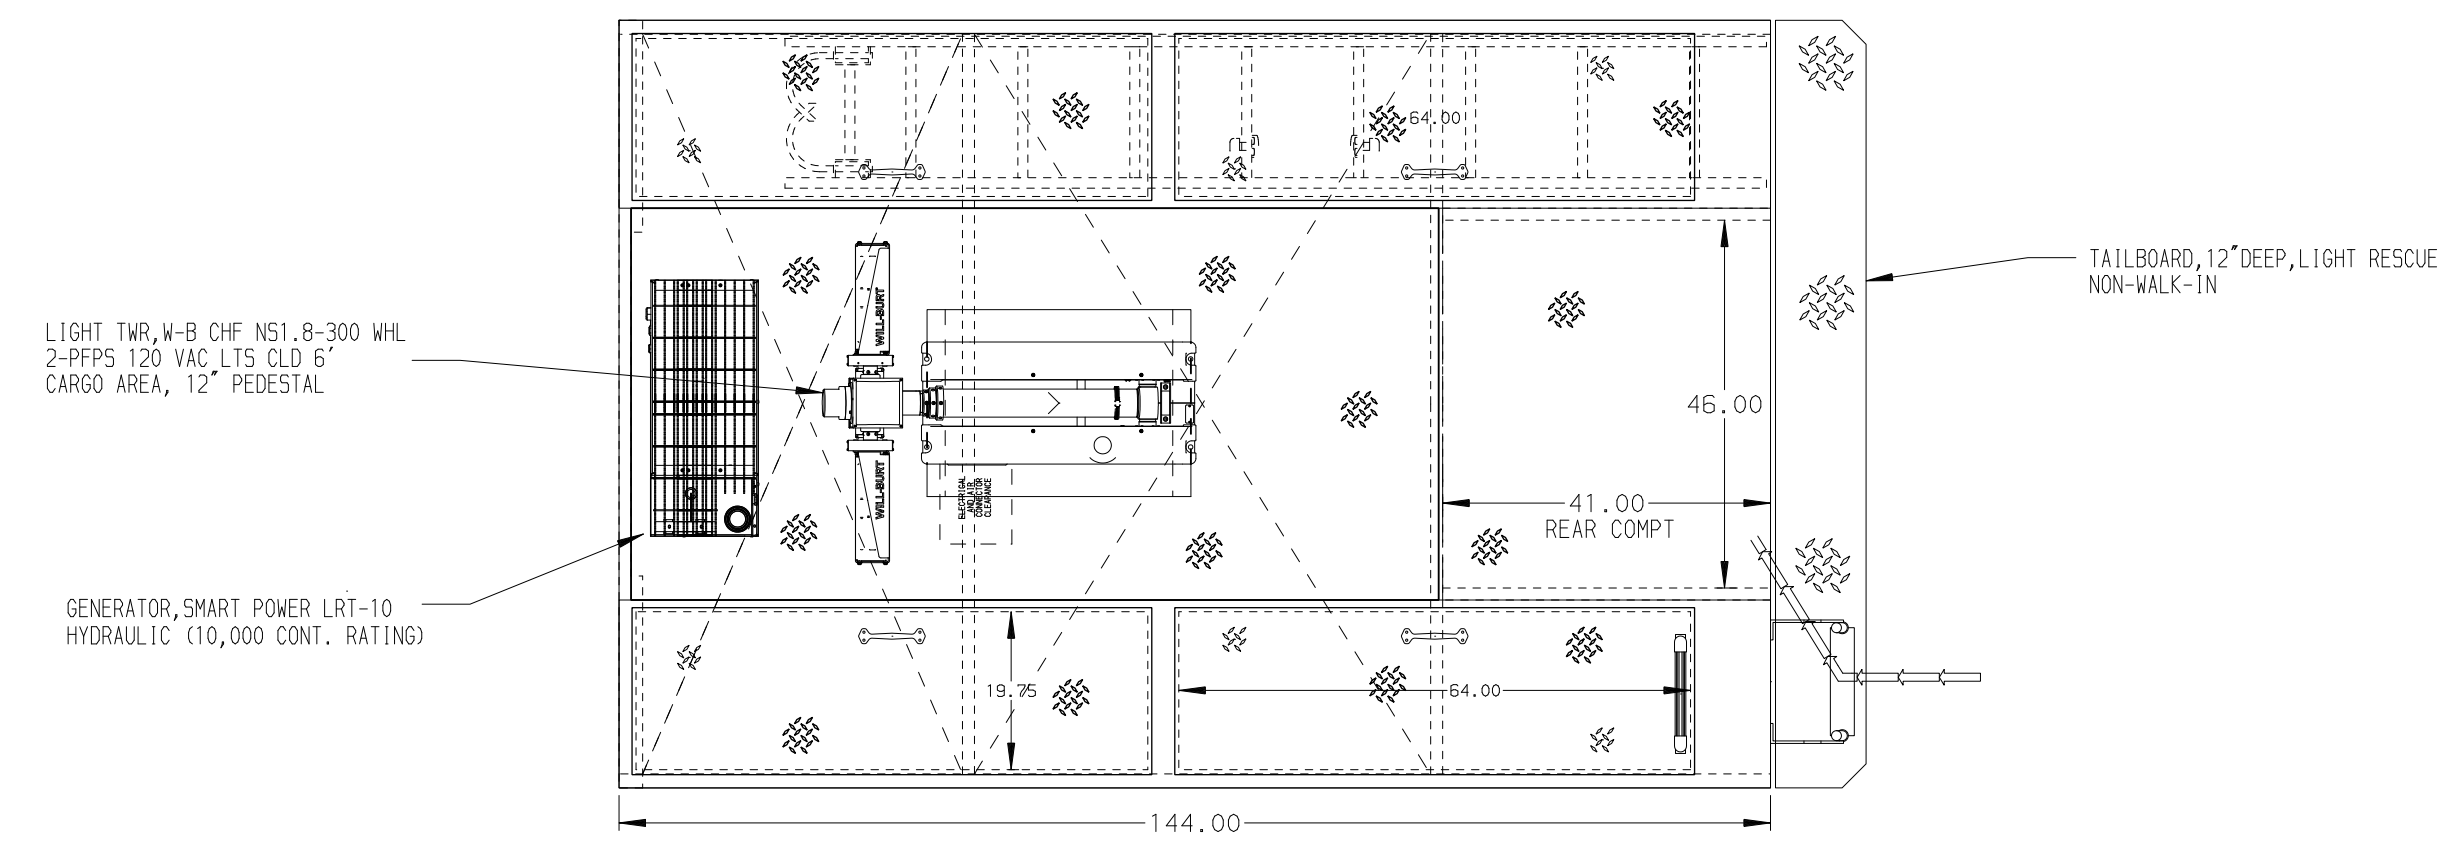 64.00
TAILBOARD,12"DEEP,LIGHT RESCUE
NON-WALK-IN
LIGHT TWR,W-B CHF NS1.8-300 WHL
2-PFPS 120 VAC LTS CLD 6'
CARGO AREA, 12" PEDESTAL
WILL-BURT
46.00
WILL-BURT
ELECTRICAL
AND AIR
CONNECTOR
CLEARANCE
41.00
REAR COMPT
GENERATOR,SMART POWER LRT-10
HYDRAULIC (10,000 CONT. RATING)
19.75
64.00
144.00